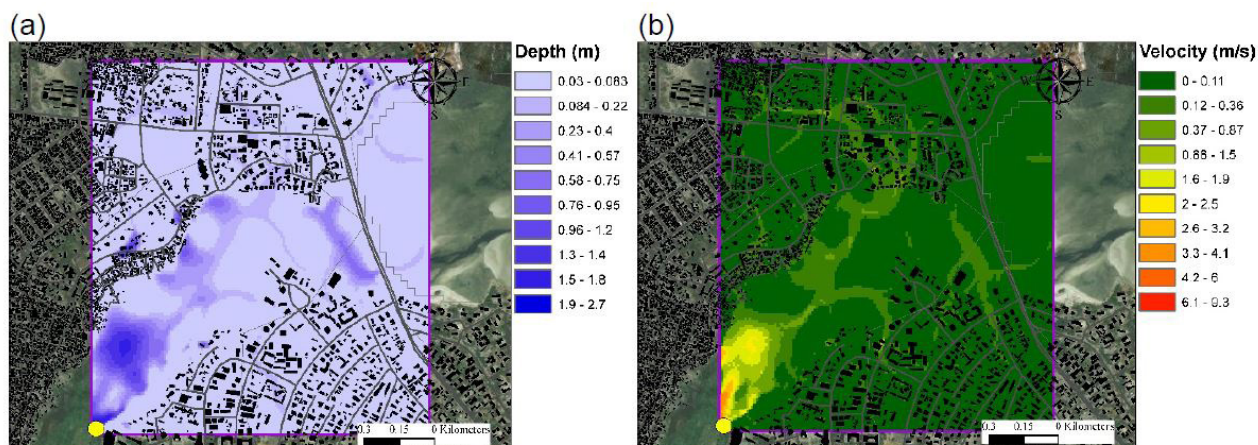 (a)
Depth (m)
0.03 - 0.083
0.084 - 0.22
0.23 - 0.4
0.41 - 0.57
0.58 - 0.75
0.76 - 0.95
0.96 - 1.2
1.3 - 1.4
1.5 - 1.8
1.9 - 2.7
W
E
S
0.3 0.15 0 Kilometers
(b)
Velocity (m/s)
0 - 0.11
0.12 - 0.36
0.37 - 0.87
0.88 - 1.5
1.6 - 1.9
2 - 2.5
2.6 - 3.2
3.3 - 4.1
4.2 - 6
6.1 - 9.3
W
E
S
0.3 0.15 0 Kilometers